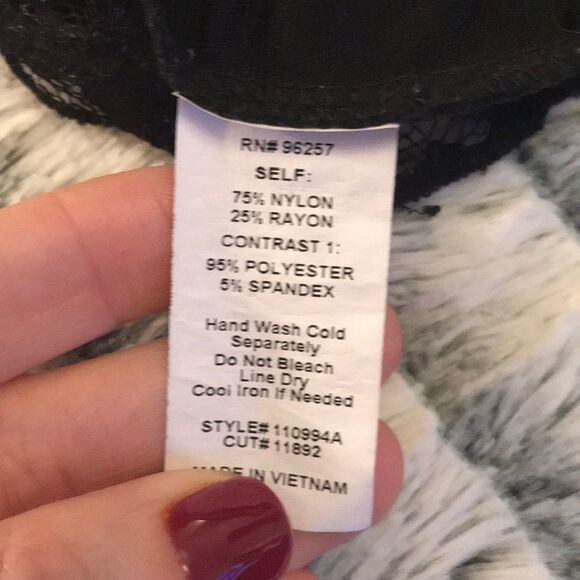 RN# 96257
SELF:
75% NYLON
25% RAYON
CONTRAST 1:
95% POLYESTER
5% SPANDEX
Hand Wash Cold
Separately
Do Not Bleach
Line Dry
Cool Iron If Needed
STYLE# 110994A
CUT# 11892
MADE IN VIETNAM